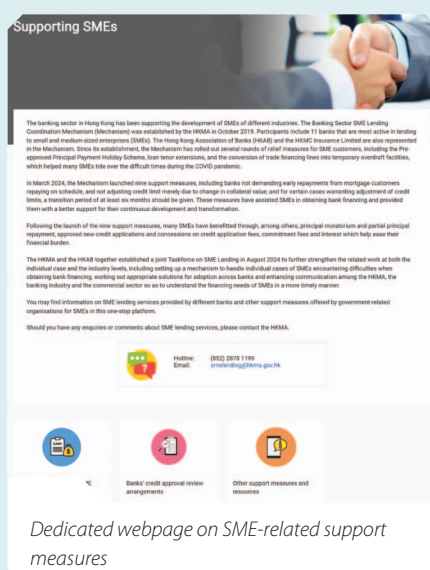 Supporting SMEs
The banking sector in Hong Kong has been supporting the development of SMEs of different industries. The Banking Sector SME Lending
Coordination Mechanism (Mechanism) was established by the HKMA in October 2019. Participants include 11 banks that are most active in lending
to small and medium-sized enterprises (SMEs). The Hong Kong Association of Banks (HKAB) and the HKMC Insurance Limited are also represented
in the Mechanism. Since its establishment, the Mechanism has rolled out several rounds of relief measures for SME customers, including the Pre-
approved Principal Payment Holiday Scheme, loan tenor extensions, and the conversion of trade financing lines into temporary overdraft facilities,
which helped many SMEs tide over the difficult times during the COVID pandemic.
In March 2024, the Mechanism launched nine support measures, including banks not demanding early repayments from mortgage customers
repaying on schedule, and not adjusting credit limit merely due to change in collateral value; and for certain cases warranting adjustment of credit
limits, a transition period of at least six months should be given. These measures have assisted SMEs in obtaining bank financing and provided
them with a better support for their continuous development and transformation.
Following the launch of the nine support measures, many SMEs have benefitted through, among others, principal moratorium and partial principal
repayment, approved new credit applications and concessions on credit application fees, commitment fees and interest which help ease their
financial burden.
The HKMA and the HKAB together established a joint Taskforce on SME Lending in August 2024 to further strengthen the related work at both the
individual case and the industry levels, including setting up a mechanism to handle individual cases of SMEs encountering difficulties when
obtaining bank financing, working out appropriate solutions for adoption across banks and enhancing communication among the HKMA, the
banking industry and the commercial sector so as to understand the financing needs of SMEs in a more timely manner.
You may find information on SME lending services provided by different banks and other support measures offered by government-related
organisations for SMEs in this one-stop platform.
Should you have any enquiries or comments about SME lending services, please contact the HKMA.
Hotline: (852) 2878 1199
Email: smelending@hkma.gov.hk
Banks' credit approval review
arrangements
Other support measures and
resources
Dedicated webpage on SME-related support
measures